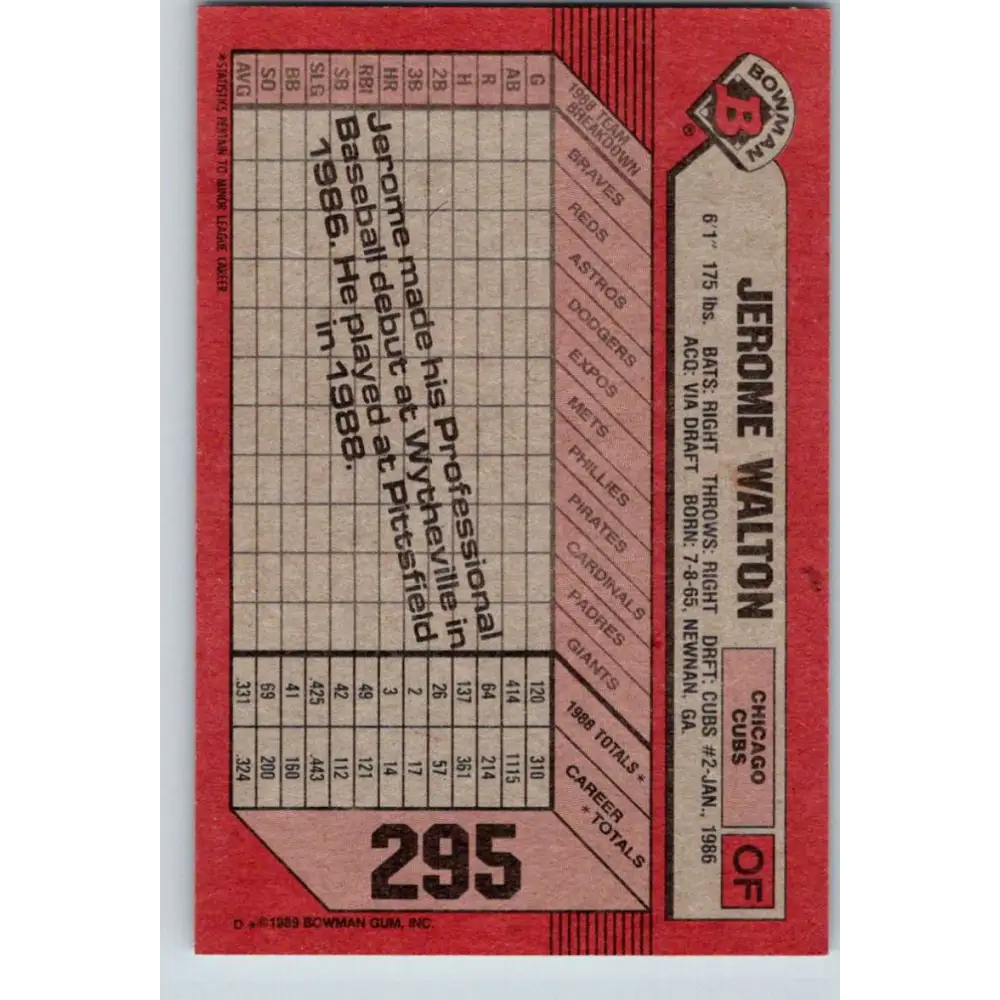 BOWMAN
B
®
JEROME WALTON
CHICAGO
CUBS
OF
6'1" 175 lbs. BATS: RIGHT THROWS: RIGHT DRFT: CUBS #2-JAN., 1986
ACQ: VIA DRAFT BORN: 7-8-65, NEWNAN, GA
1988 TEAM
BREAKDOWN
BRAVES
REDS
ASTROS
DODGERS
EXPOS
METS
PHILLIES
PIRATES
CARDINALS
PADRES
GIANTS
1988 TOTALS *
CAREER
* TOTALS
G 120 310
AB 414 1115
R 64 214
H 137 361
2B 26 57
3B 2 17
HR 3 14
RBI 49 121
SB 42 112
SLG .425 .443
BB 41 160
SO 69 200
AVG .331 .324
Jerome made his Professional
Baseball debut at Wytheville in
1986. He played at Pittsfield
in 1988.
*STATISTICS PERTAIN TO MINOR LEAGUE CAREER
295
D * ©1989 BOWMAN GUM, INC.